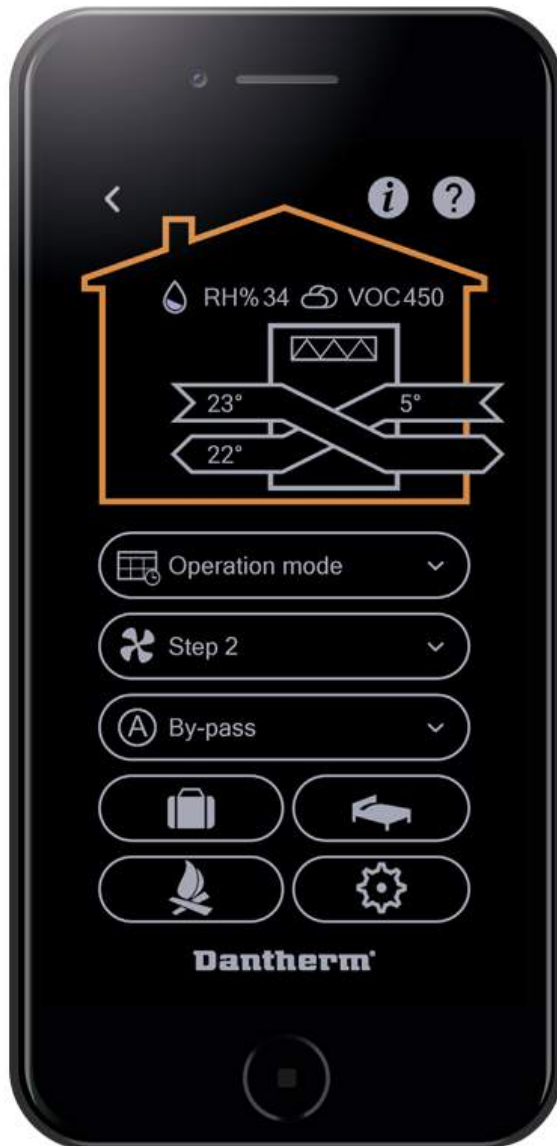 i ?
RH% 34 VOC 450
23° 5°
22°
Operation mode
Step 2
A By-pass
Dantherm®